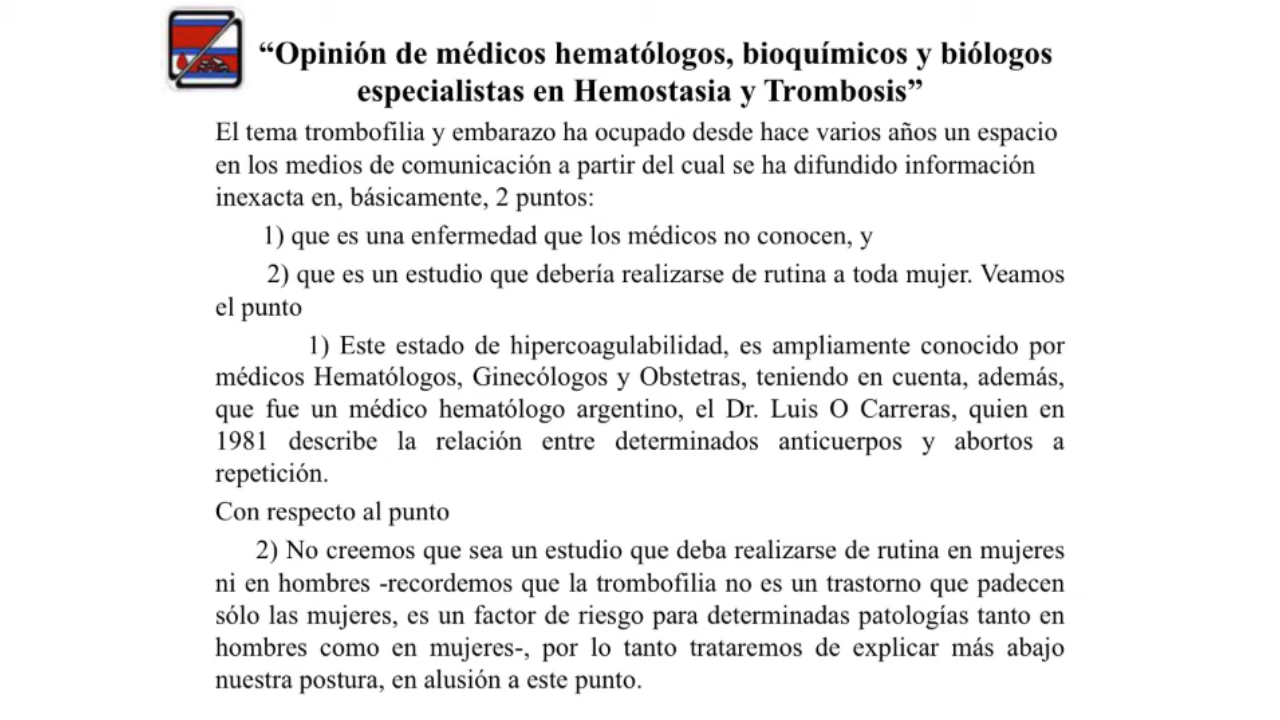 “Opinión de médicos hematólogos, bioquímicos y biólogos
especialistas en Hemostasia y Trombosis”
El tema trombofilia y embarazo ha ocupado desde hace varios años un espacio
en los medios de comunicación a partir del cual se ha difundido información
inexacta en, básicamente, 2 puntos:
1) que es una enfermedad que los médicos no conocen, y
2) que es un estudio que debería realizarse de rutina a toda mujer. Veamos
el punto
1) Este estado de hipercoagulabilidad, es ampliamente conocido por
médicos Hematólogos, Ginecólogos y Obstetras, teniendo en cuenta, además,
que fue un médico hematólogo argentino, el Dr. Luis O Carreras, quien en
1981 describe la relación entre determinados anticuerpos y abortos a
repetición.
Con respecto al punto
2) No creemos que sea un estudio que deba realizarse de rutina en mujeres
ni en hombres -recordemos que la trombofilia no es un trastorno que padecen
sólo las mujeres, es un factor de riesgo para determinadas patologías tanto en
hombres como en mujeres-, por lo tanto trataremos de explicar más abajo
nuestra postura, en alusión a este punto.